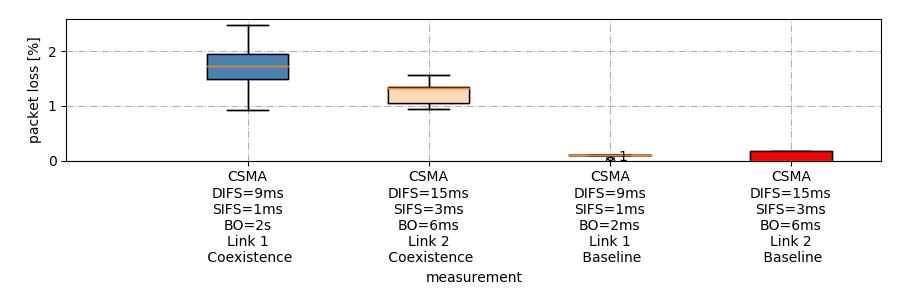 packet loss [%]
2
1
0
1
CSMA
DIFS=9ms
SIFS=1ms
BO=2s
Link 1
Coexistence
CSMA
DIFS=15ms
SIFS=3ms
BO=6ms
Link 2
Coexistence
CSMA
DIFS=9ms
SIFS=1ms
BO=2ms
Link 1
Baseline
CSMA
DIFS=15ms
SIFS=3ms
BO=6ms
Link 2
Baseline
measurement